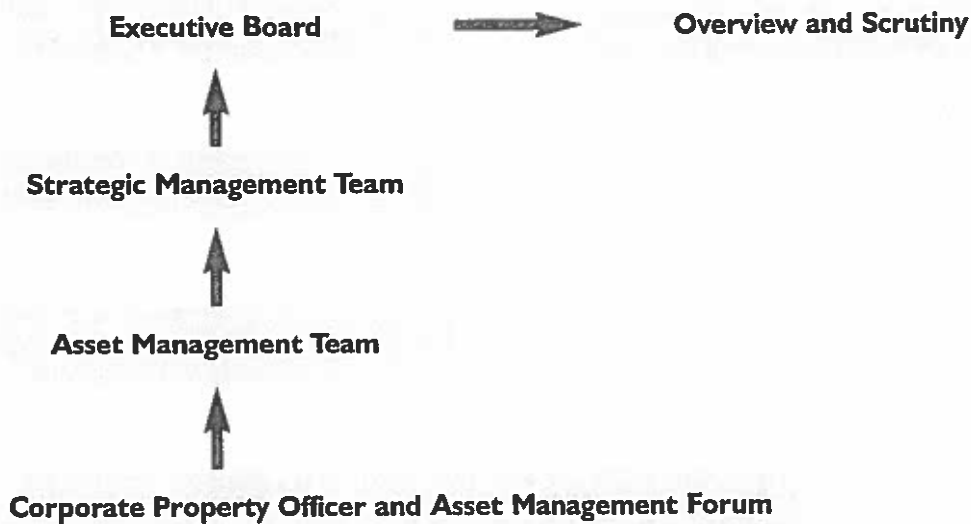 Executive Board
Overview and Scrutiny
Strategic Management Team
Asset Management Team
Corporate Property Officer and Asset Management Forum